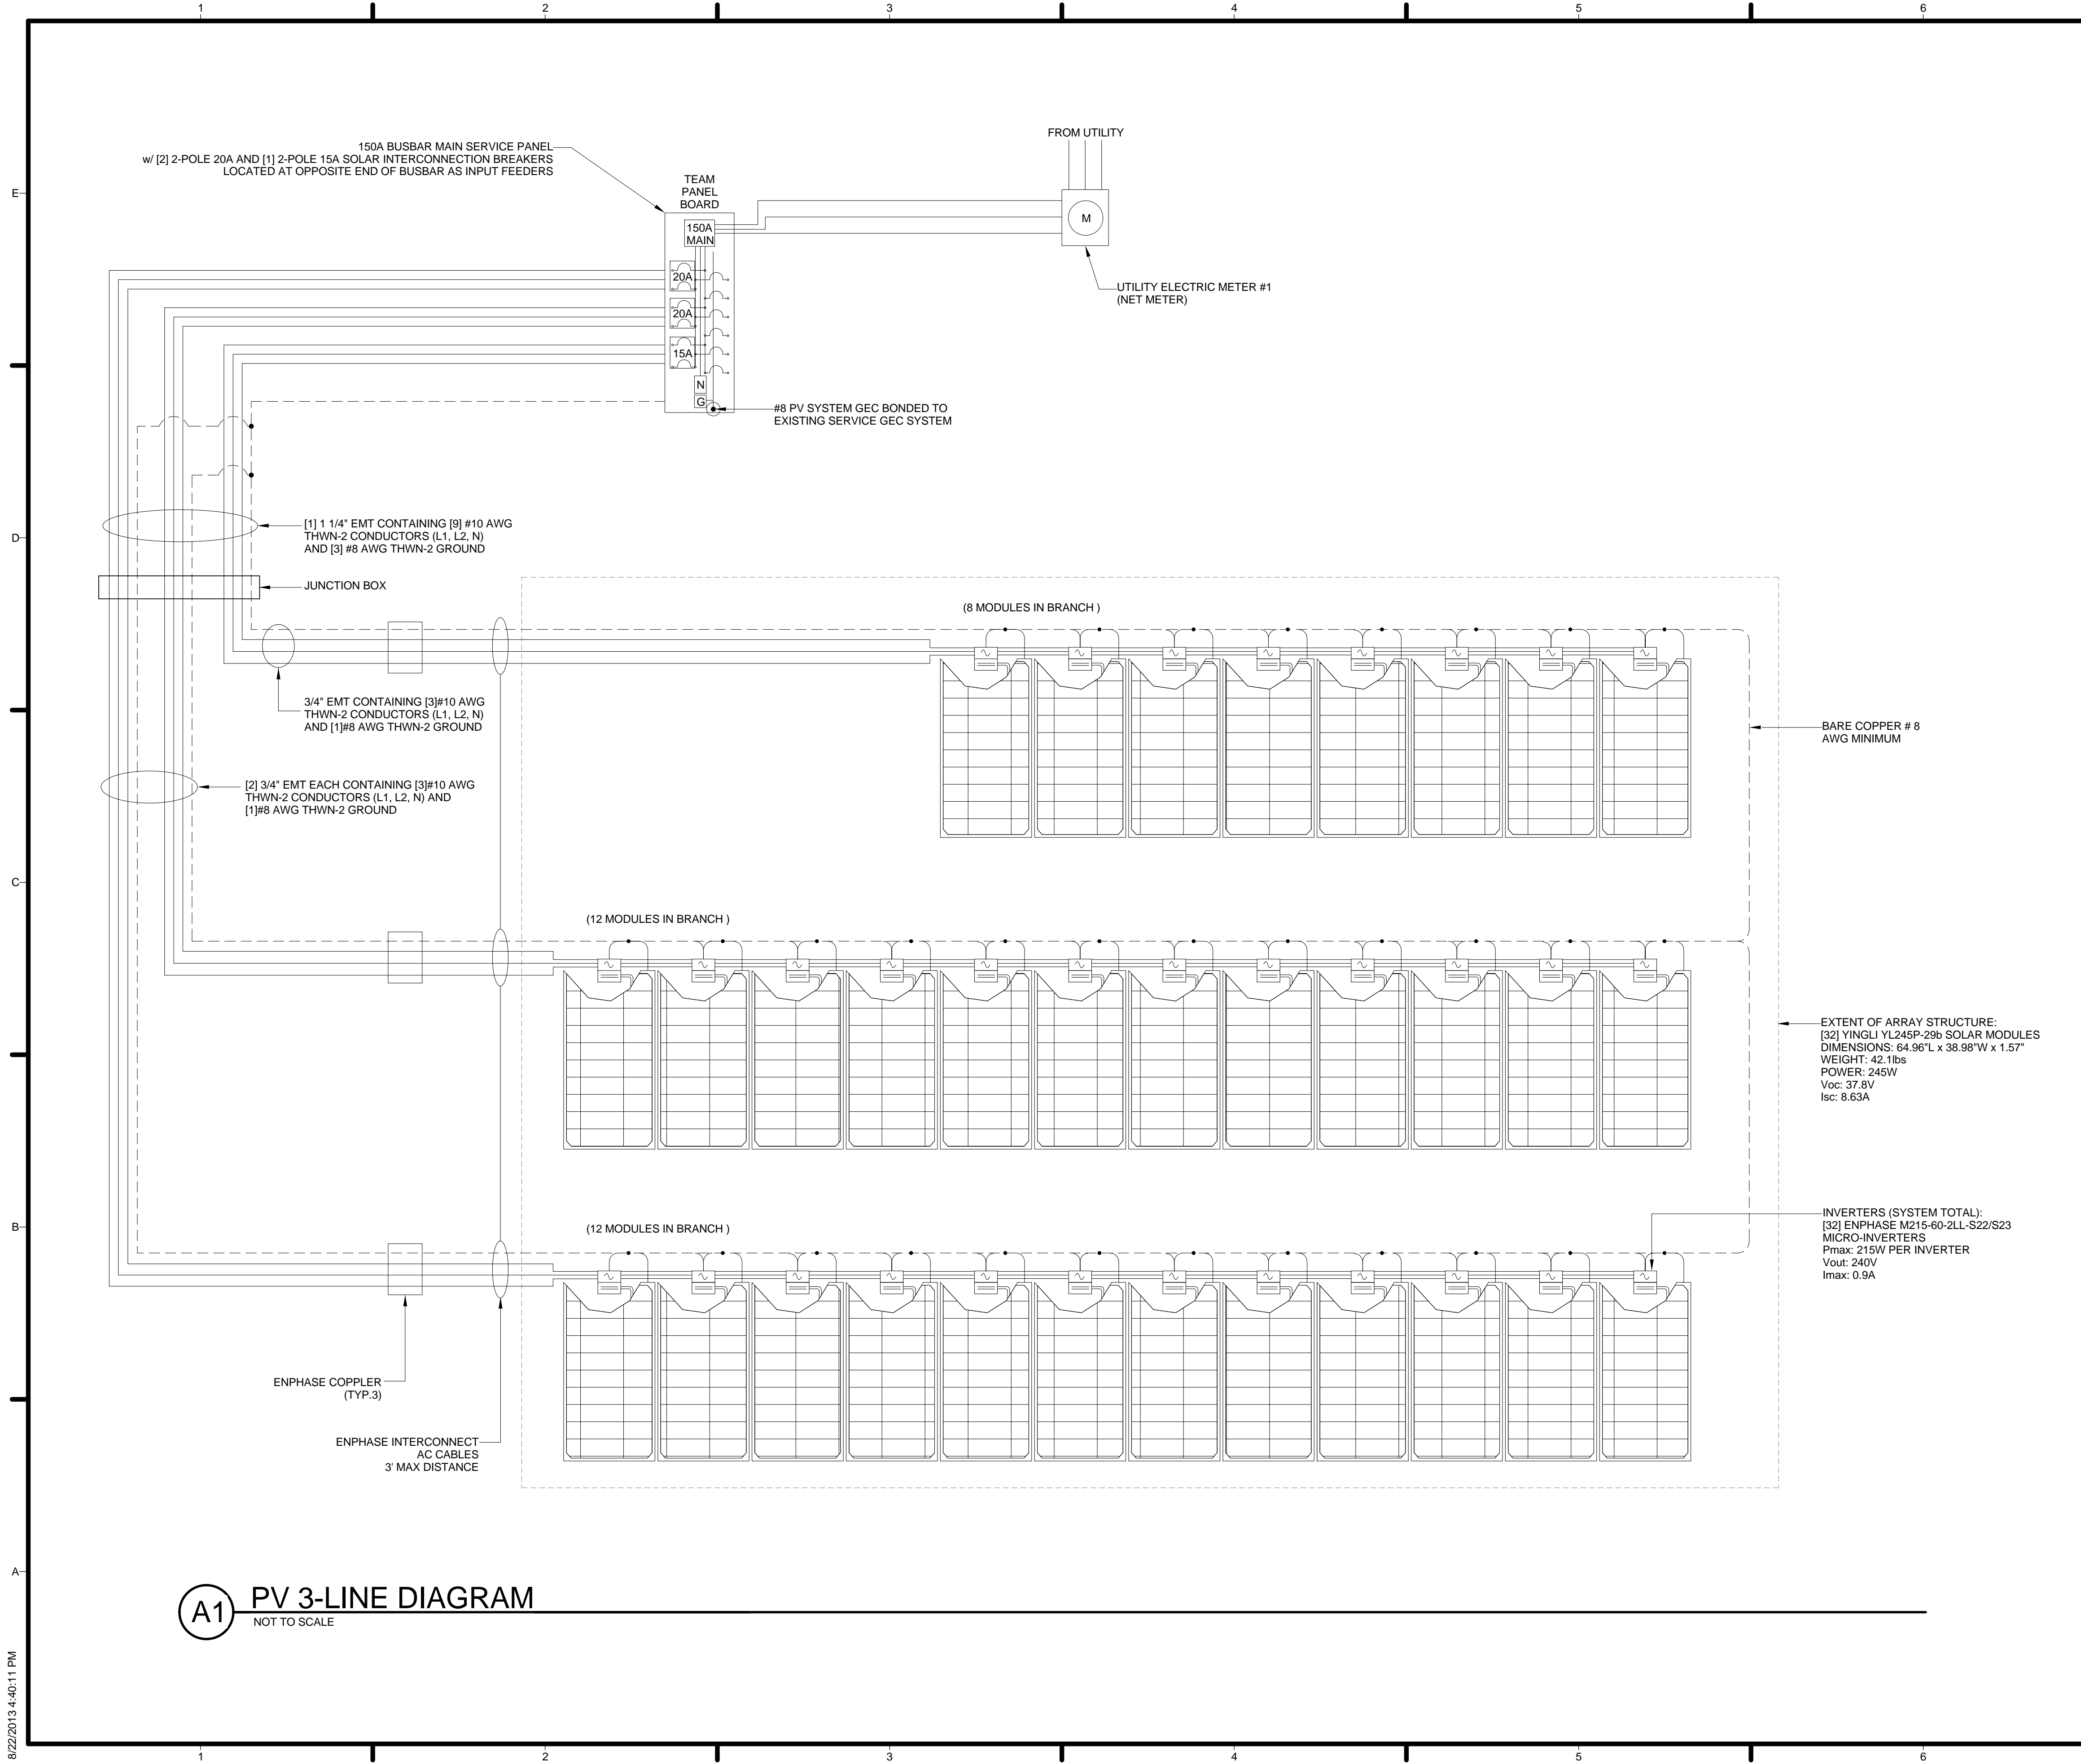 1 2 3 4 5 6
FROM UTILITY
150A BUSBAR MAIN SERVICE PANEL
w/ [2] 2-POLE 20A AND [1] 2-POLE 15A SOLAR INTERCONNECTION BREAKERS
LOCATED AT OPPOSITE END OF BUSBAR AS INPUT FEEDERS
TEAM
PANEL
BOARD
E
M
150A
MAIN
20A
20A
15A
N
G
UTILITY ELECTRIC METER #1
(NET METER)
#8 PV SYSTEM GEC BONDED TO
EXISTING SERVICE GEC SYSTEM
D
[1] 1 1/4" EMT CONTAINING [9] #10 AWG
THWN-2 CONDUCTORS (L1, L2, N)
AND [3] #8 AWG THWN-2 GROUND
JUNCTION BOX
(8 MODULES IN BRANCH )
3/4" EMT CONTAINING [3]#10 AWG
THWN-2 CONDUCTORS (L1, L2, N)
AND [1]#8 AWG THWN-2 GROUND
BARE COPPER # 8
AWG MINIMUM
[2] 3/4" EMT EACH CONTAINING [3]#10 AWG
THWN-2 CONDUCTORS (L1, L2, N) AND
[1]#8 AWG THWN-2 GROUND
C
(12 MODULES IN BRANCH )
EXTENT OF ARRAY STRUCTURE:
[32] YINGLI YL245P-29b SOLAR MODULES
DIMENSIONS: 64.96"L x 38.98"W x 1.57"
WEIGHT: 42.1lbs
POWER: 245W
Voc: 37.8V
Isc: 8.63A
B
(12 MODULES IN BRANCH )
INVERTERS (SYSTEM TOTAL):
[32] ENPHASE M215-60-2LL-S22/S23
MICRO-INVERTERS
Pmax: 215W PER INVERTER
Vout: 240V
Imax: 0.9A
ENPHASE COPPLER
(TYP.3)
ENPHASE INTERCONNECT
AC CABLES
3' MAX DISTANCE
A
A1
PV 3-LINE DIAGRAM
NOT TO SCALE
8/22/2013 4:40:11 PM
1 2 3 4 5 6